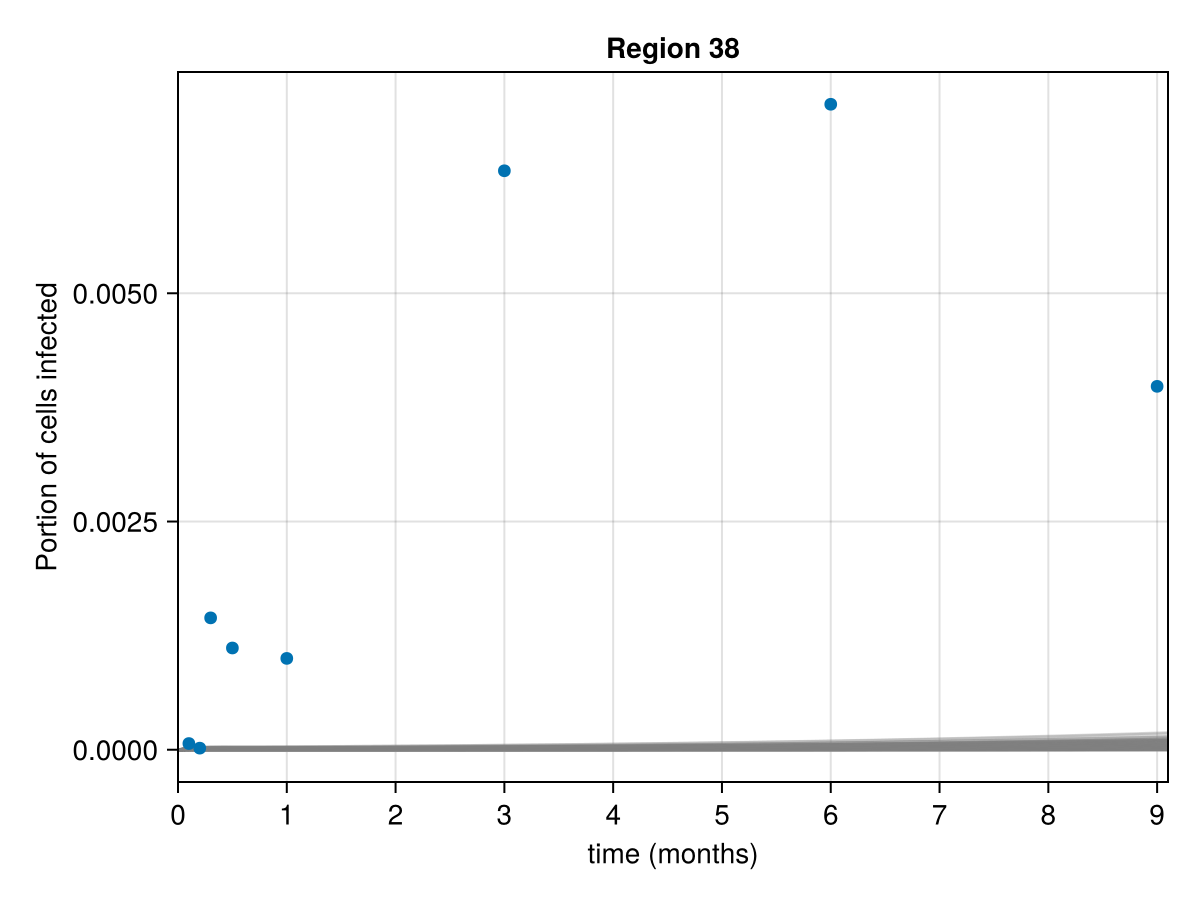 Region 38
Portion of cells infected
0.0050
0.0025
0.0000
0 1 2 3 4 5 6 7 8 9
time (months)